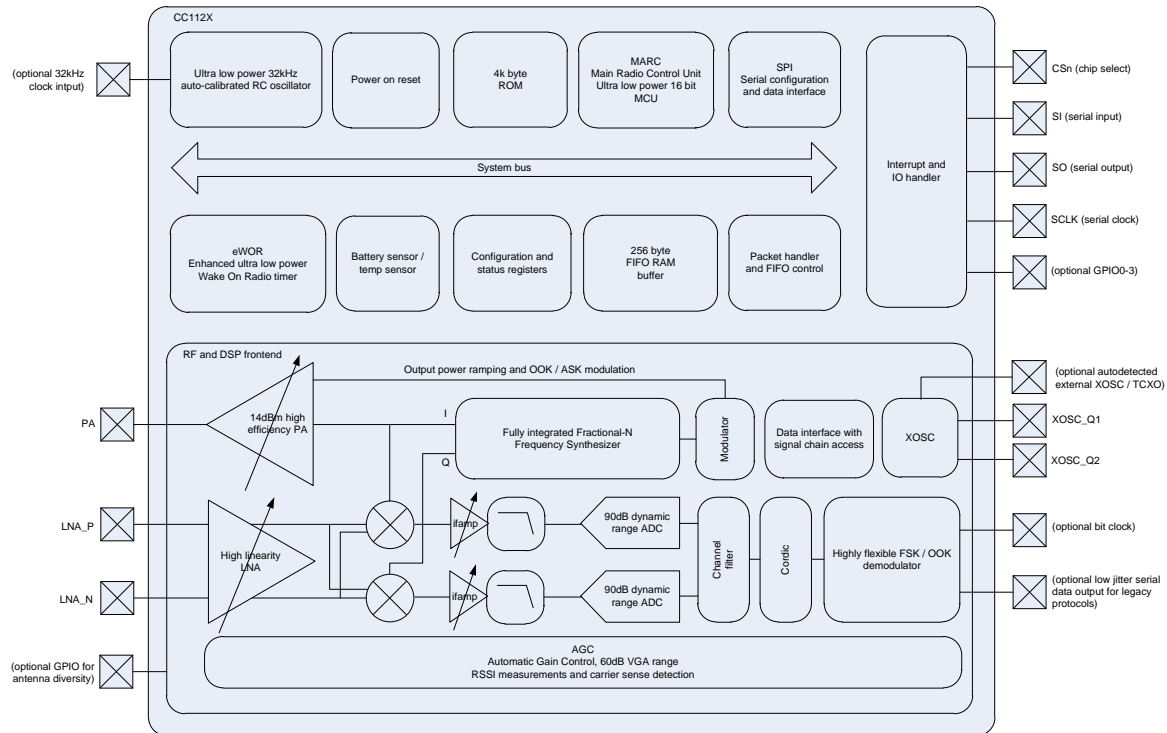 CC112X
(optional 32kHz
clock intput)
Ultra low power 32kHz
auto-calibrated RC oscillator
Power on reset
4k byte
ROM
MARC
Main Radio Control Unit
Ultra low power 16 bit
MCU
SPI
Serial configuration
and data interface
System bus
eWOR
Enhanced ultra low power
Wake On Radio timer
Battery sensor /
temp sensor
Configuration and
status registers
256 byte
FIFO RAM
buffer
Packet handler
and FIFO control
Interrupt and
IO handler
CSn (chip select)
SI (serial input)
SO (serial output)
SCLK (serial clock)
(optional GPIO0-3)
RF and DSP frontend
Output power ramping and OOK / ASK modulation
PA
14dBm high
efficiency PA
I
Q
Fully integrated Fractional-N
Frequency Synthesizer
Modulator
Data interface with
signal chain access
XOSC
(optional autodetected
external XOSC / TCXO)
XOSC_Q1
XOSC_Q2
LNA_P
LNA_N
High linearity
LNA
ifamp
90dB dynamic
range ADC
ifamp
90dB dynamic
range ADC
Channel
filter
Cordic
Highly flexible FSK / OOK
demodulator
(optional bit clock)
(optional low jitter serial
data output for legacy
protocols)
(optional GPIO for
antenna diversity)
AGC
Automatic Gain Control, 60dB VGA range
RSSI measurements and carrier sense detection